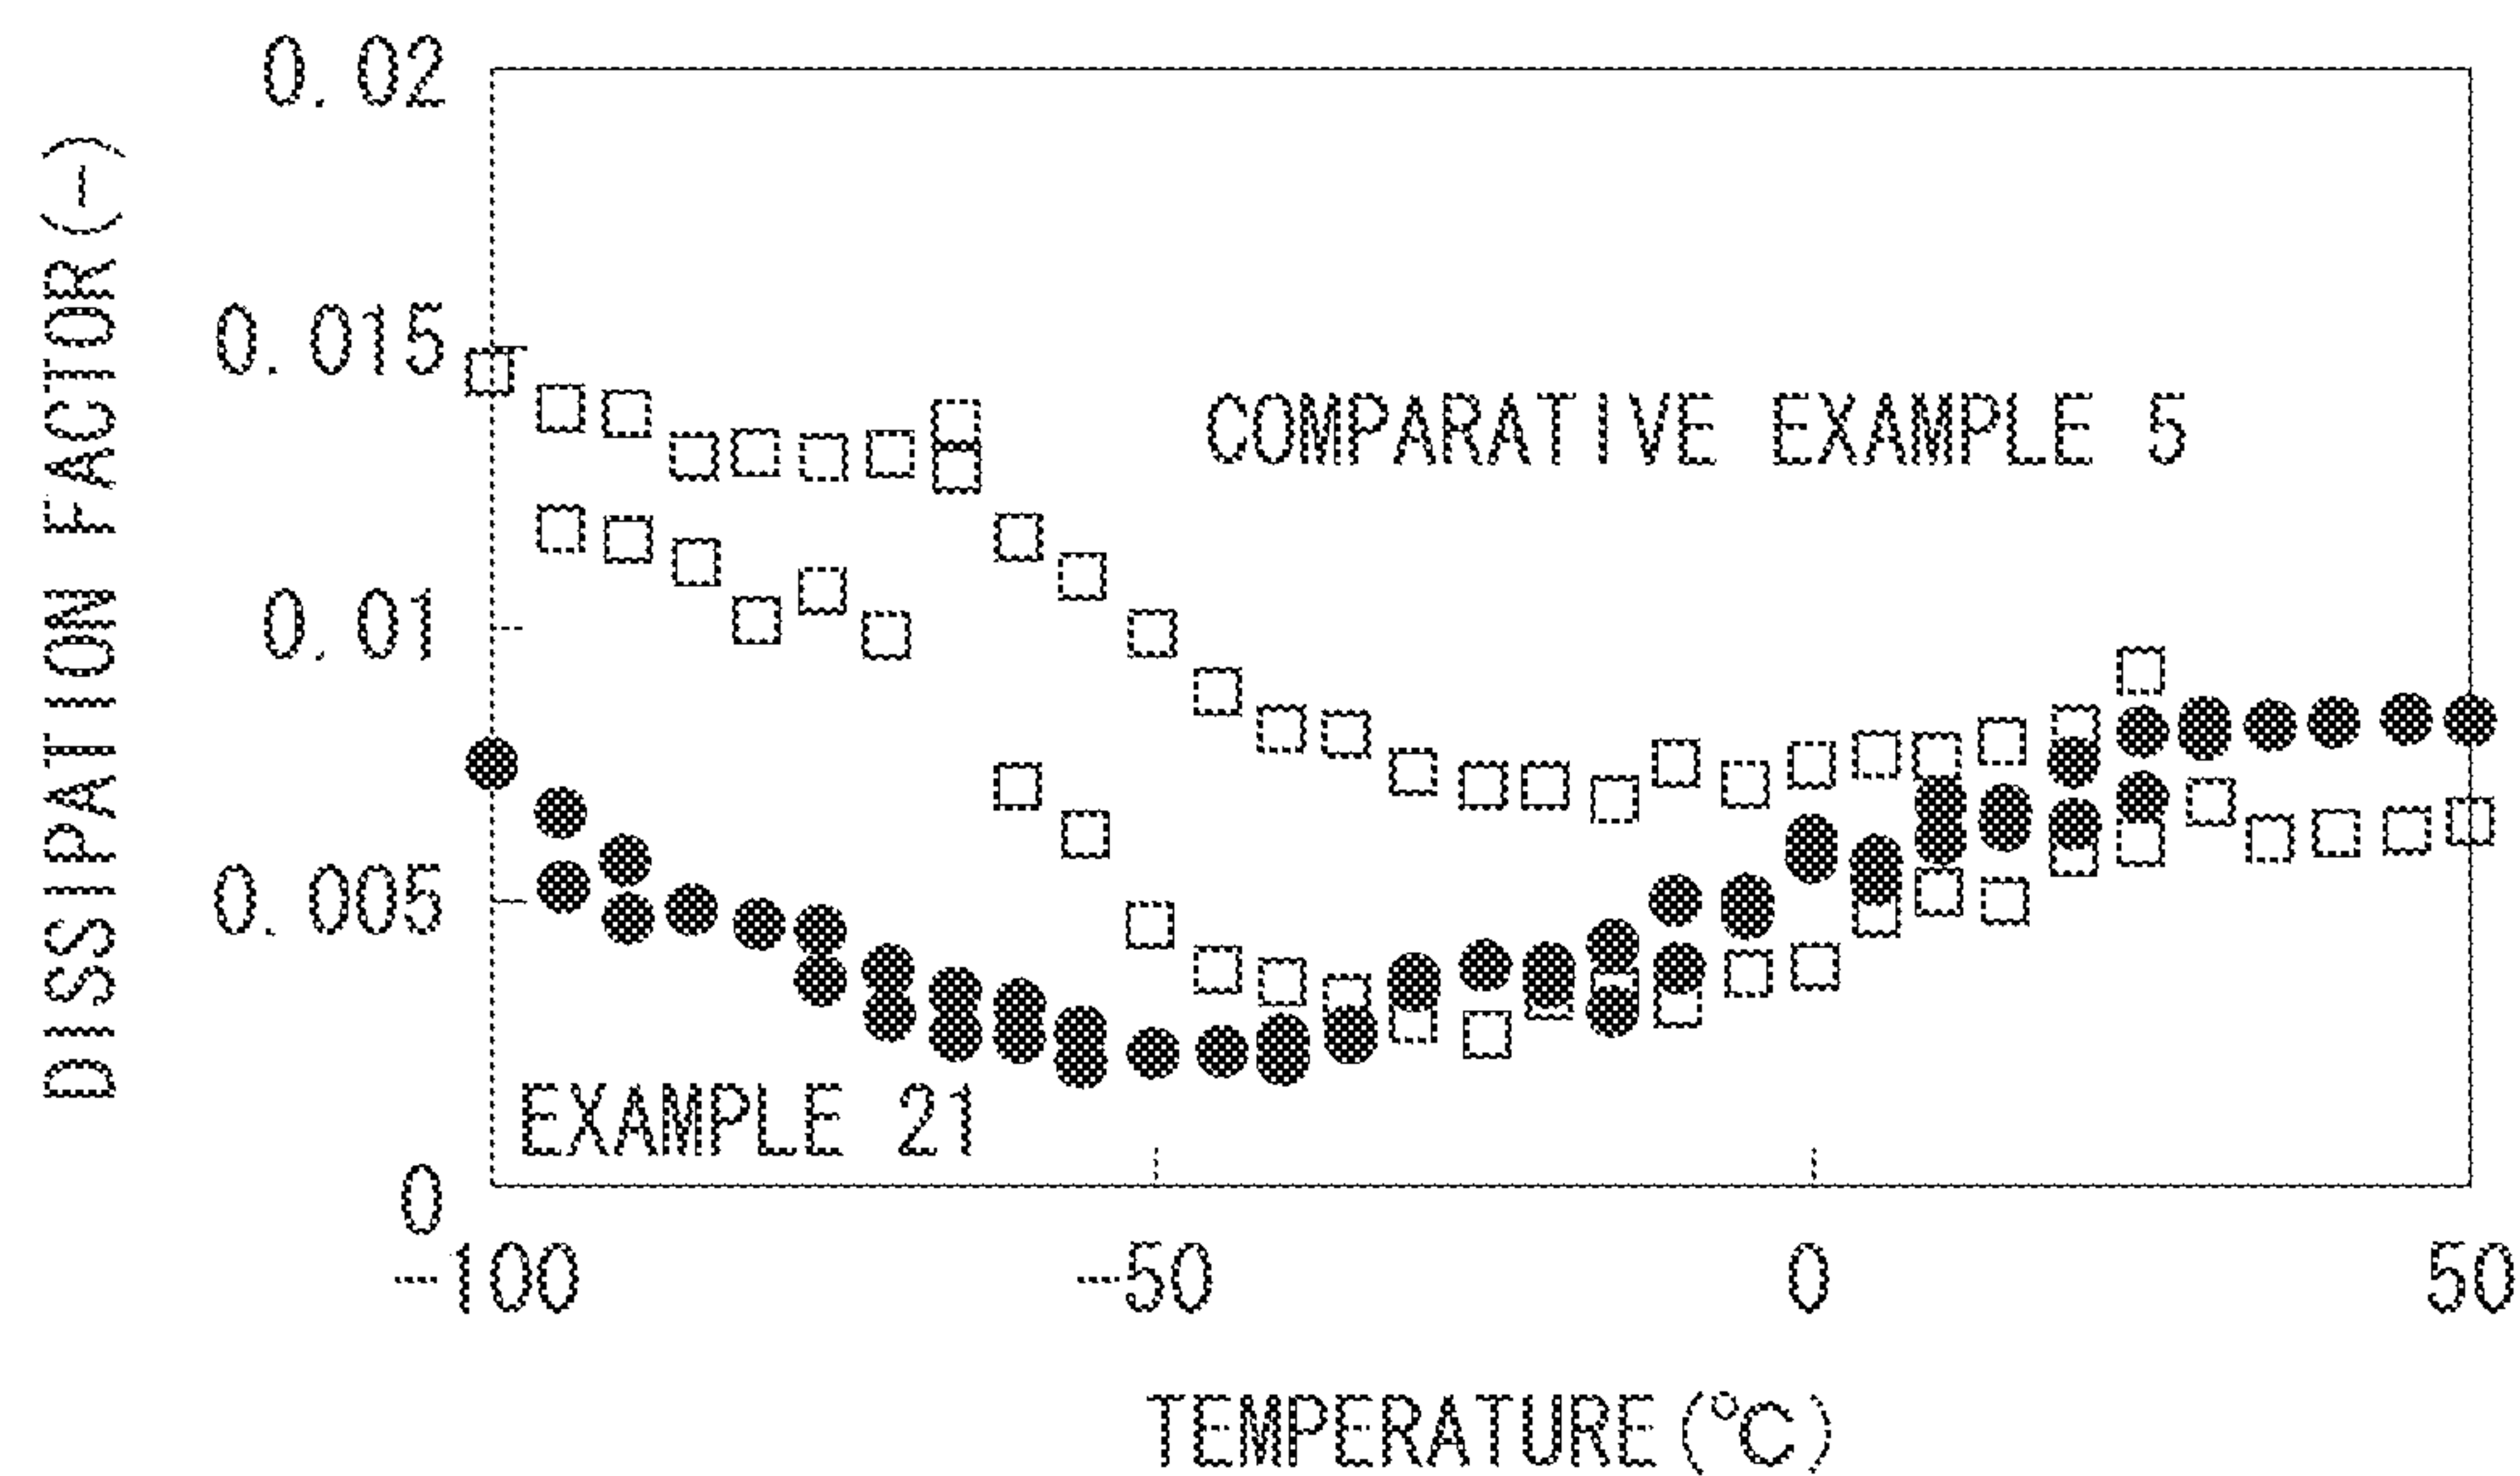 DISSIPATION FACTOR(-)
0.02
0.015
0.01
0.005
0
COMPARATIVE EXAMPLE 5
EXAMPLE 21
-100 -50 0 50
TEMPERATURE(°C)